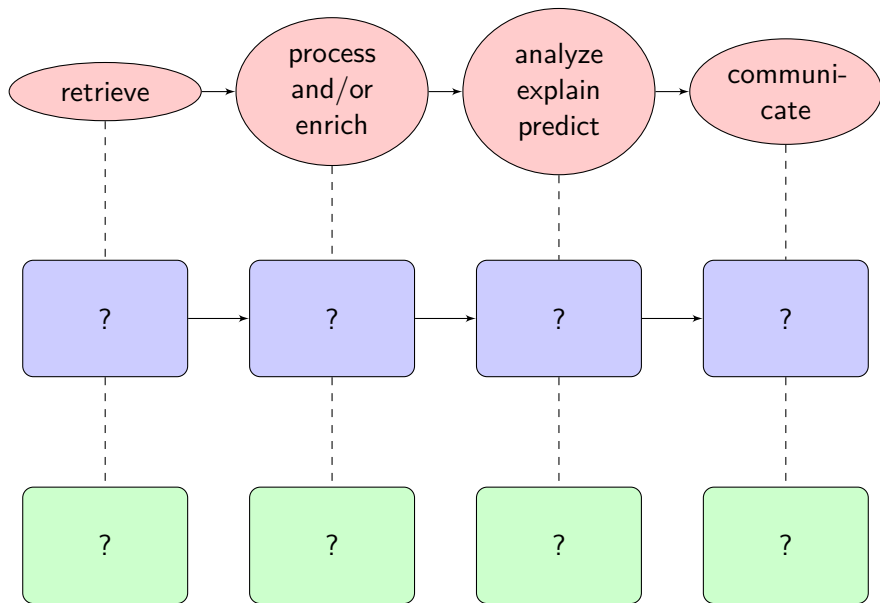 retrieve
process
and/or
enrich
analyze
explain
predict
communi-
cate
?
?
?
?
?
?
?
?